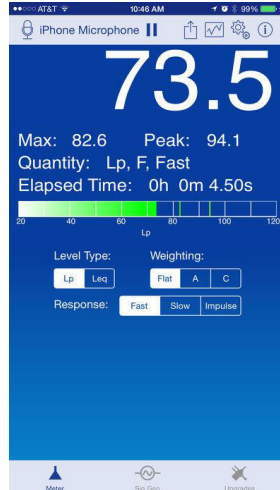 AT&T 10:46 AM 99%
iPhone Microphone
73.5
Max: 82.6 Peak: 94.1
Quantity: Lp, F, Fast
Elapsed Time: 0h 0m 4.50s
20 40 60 80 100 120
Lp
Level Type: Weighting:
Lp Leq Flat A C
Response: Fast Slow Impulse
Meter Sig Gen Upgrades